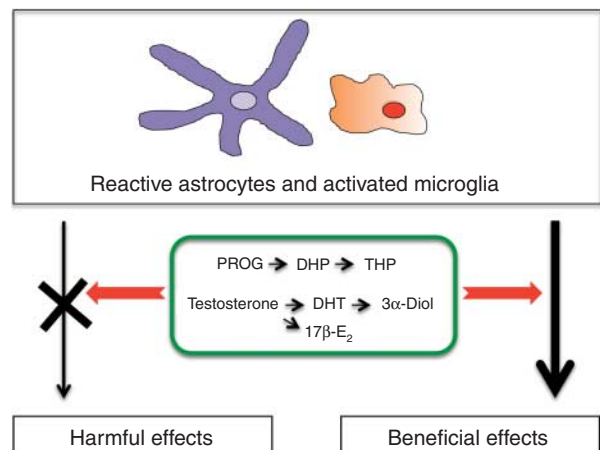 Reactive astrocytes and activated microglia
PROG → DHP → THP
Testosterone → DHT → 3α-Diol
17β-E₂
Harmful effects
Beneficial effects